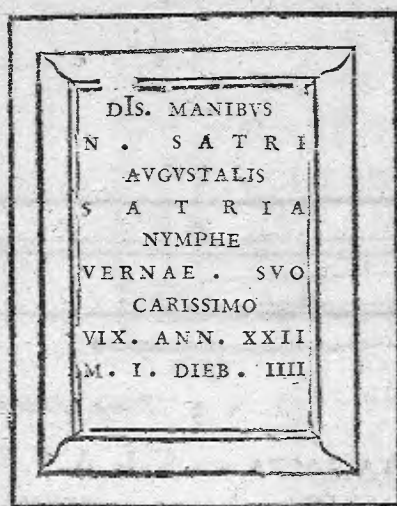 DIS. MANIBVS
N . SATRI
AVGVSTALIS
SATRIA
NYMPHE
VERNAE . SVO
CARISSIMO
VIX. ANN. XXII
M. I. DIEB. IIII